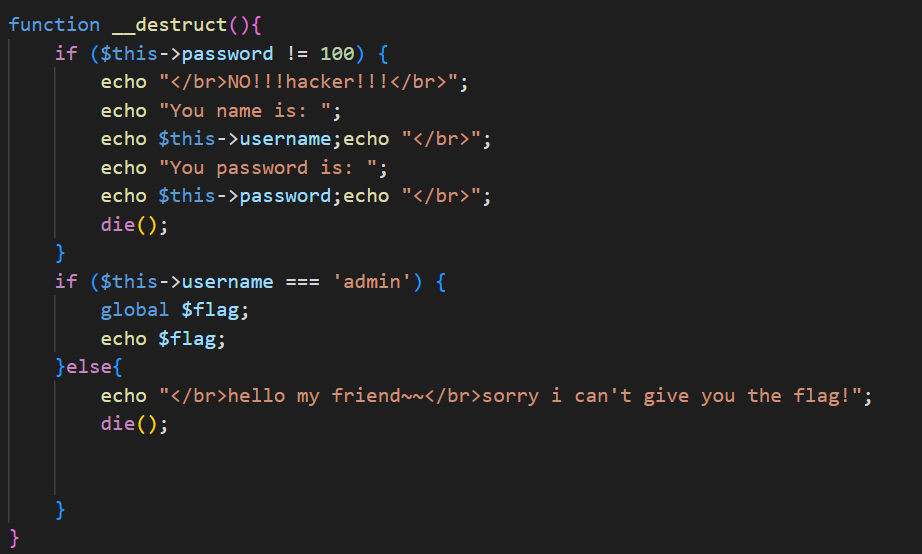 function __destruct(){
    if ($this->password != 100) {
        echo "</br>NO!!!hacker!!!</br>";
        echo "You name is: ";
        echo $this->username;echo "</br>";
        echo "You password is: ";
        echo $this->password;echo "</br>";
        die();
    }
    if ($this->username === 'admin') {
        global $flag;
        echo $flag;
    }else{
        echo "</br>hello my friend~~</br>sorry i can't give you the flag!";
        die();
    }
}